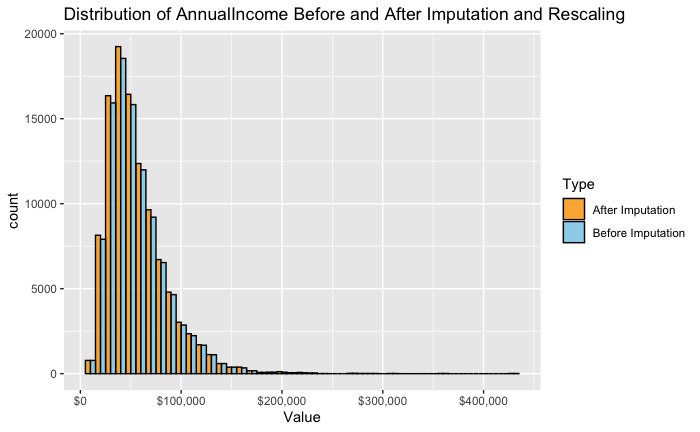 Distribution of AnnualIncome Before and After Imputation and Rescaling
20000
15000
10000
5000
0
count
$0 $100,000 $200,000 $300,000 $400,000
Value
Type
After Imputation
Before Imputation